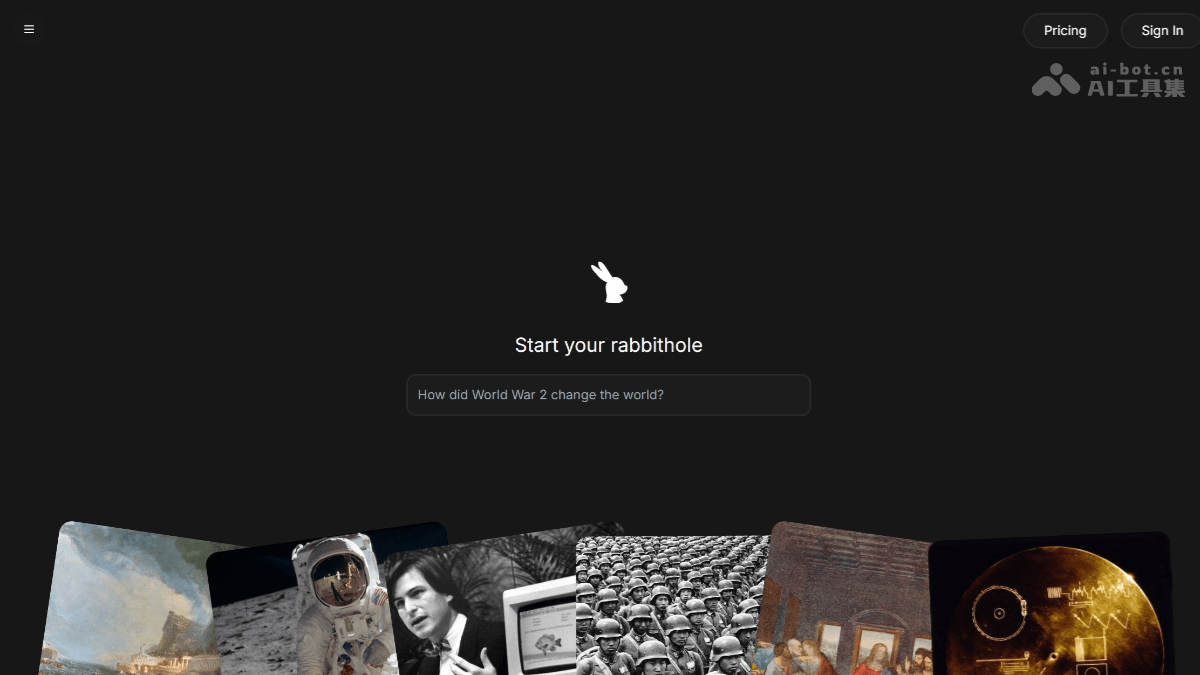 Pricing
Sign In
ai-bot.cn
AI工具集
Start your rabbithole
How did World War 2 change the world?